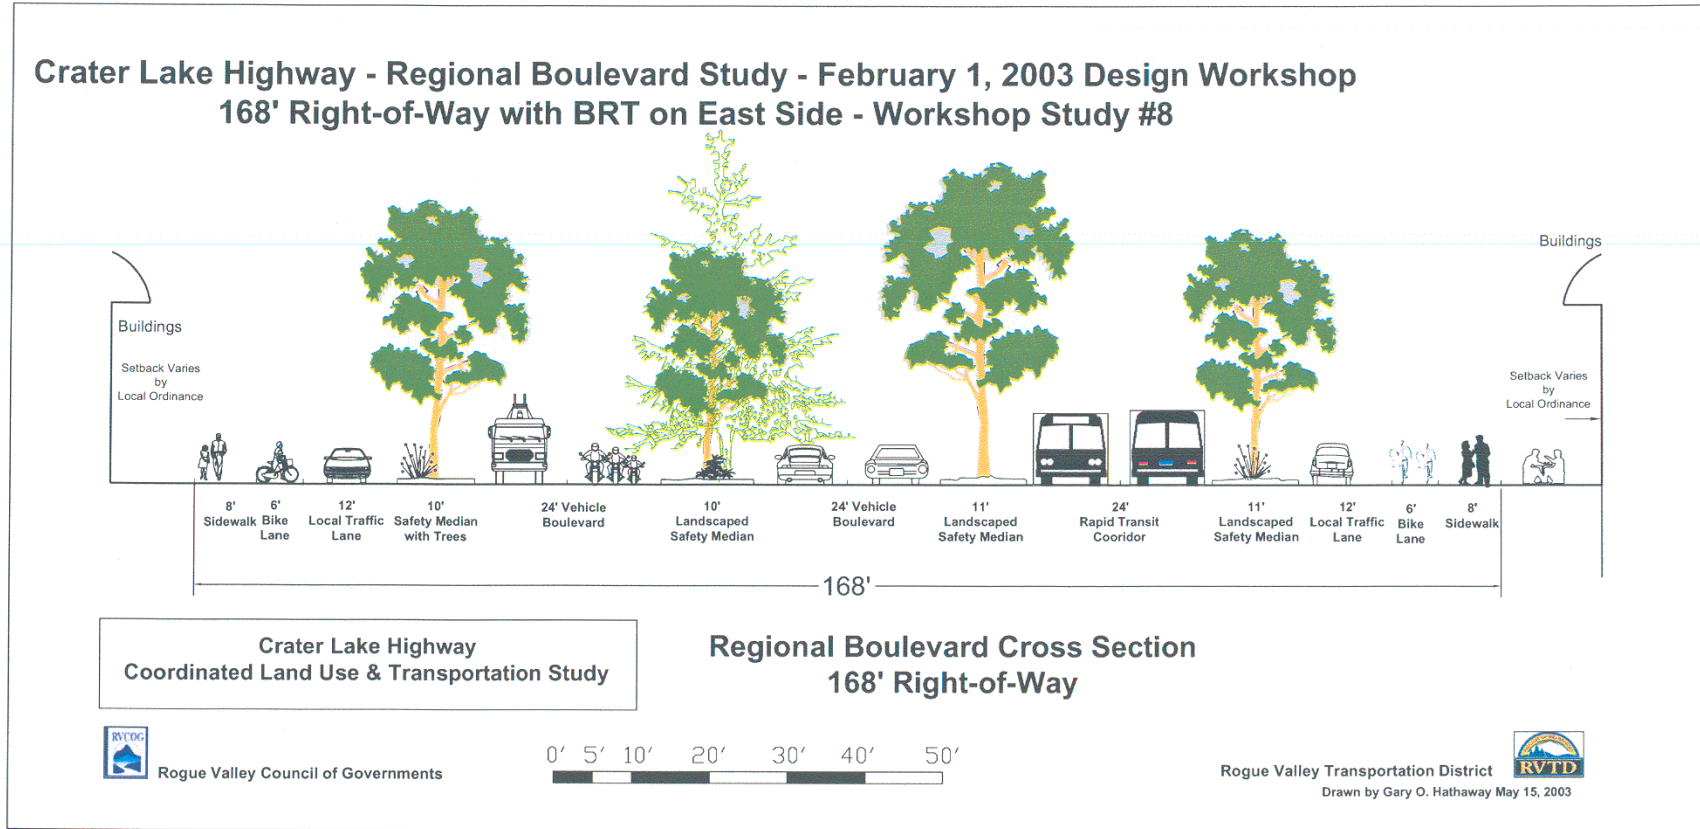 Crater Lake Highway - Regional Boulevard Study - February 1, 2003 Design Workshop
168' Right-of-Way with BRT on East Side - Workshop Study #8
Buildings
Setback Varies
by
Local Ordinance
Buildings
Setback Varies
by
Local Ordinance
8'
Sidewalk
6'
Bike
Lane
12'
Local Traffic
Lane
10'
Safety Median
with Trees
24' Vehicle
Boulevard
10'
Landscaped
Safety Median
24' Vehicle
Boulevard
11'
Landscaped
Safety Median
24'
Rapid Transit
Cooridor
11'
Landscaped
Safety Median
12'
Local Traffic
Lane
6'
Bike
Lane
8'
Sidewalk
168'
Crater Lake Highway
Coordinated Land Use & Transportation Study
Regional Boulevard Cross Section
168' Right-of-Way
RVCOG
Rogue Valley Council of Governments
0' 5' 10' 20' 30' 40' 50'
Rogue Valley Transportation District
RVTD
Drawn by Gary O. Hathaway May 15, 2003